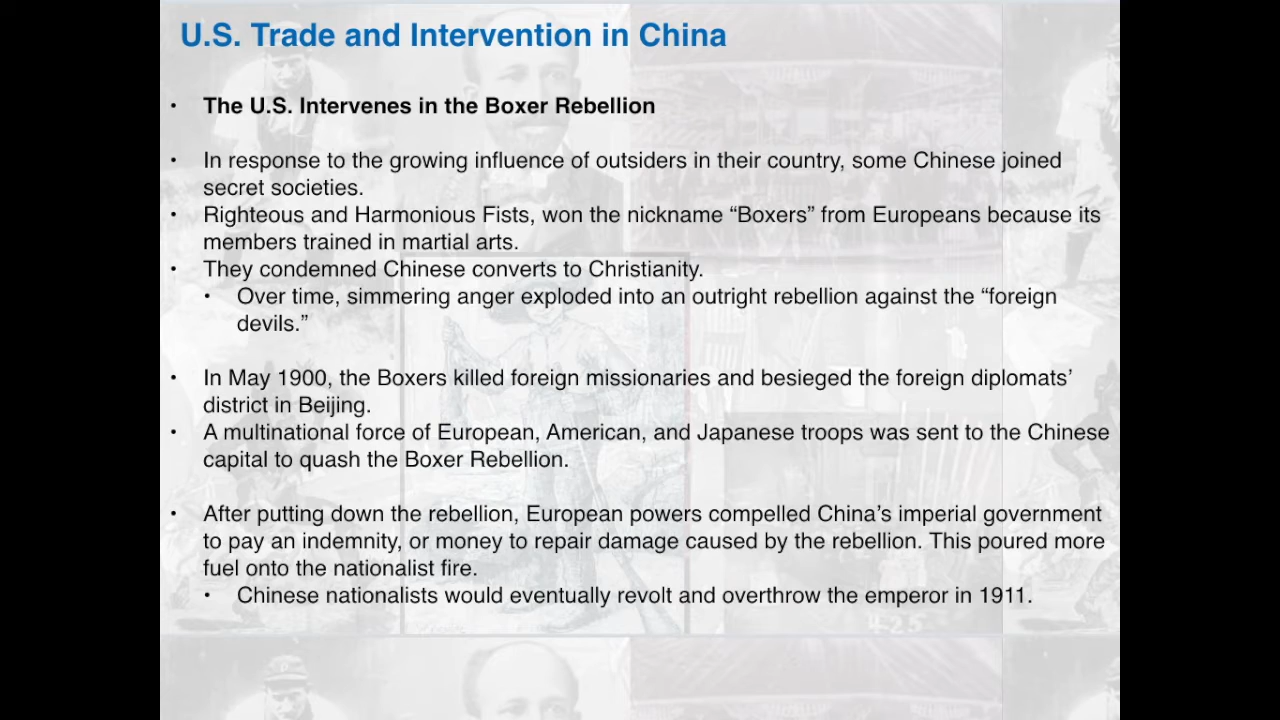 U.S. Trade and Intervention in China
• The U.S. Intervenes in the Boxer Rebellion
• In response to the growing influence of outsiders in their country, some Chinese joined
secret societies.
• Righteous and Harmonious Fists, won the nickname “Boxers” from Europeans because its
members trained in martial arts.
• They condemned Chinese converts to Christianity.
• Over time, simmering anger exploded into an outright rebellion against the “foreign
devils.”
• In May 1900, the Boxers killed foreign missionaries and besieged the foreign diplomats’
district in Beijing.
• A multinational force of European, American, and Japanese troops was sent to the Chinese
capital to quash the Boxer Rebellion.
• After putting down the rebellion, European powers compelled China’s imperial government
to pay an indemnity, or money to repair damage caused by the rebellion. This poured more
fuel onto the nationalist fire.
• Chinese nationalists would eventually revolt and overthrow the emperor in 1911.
425